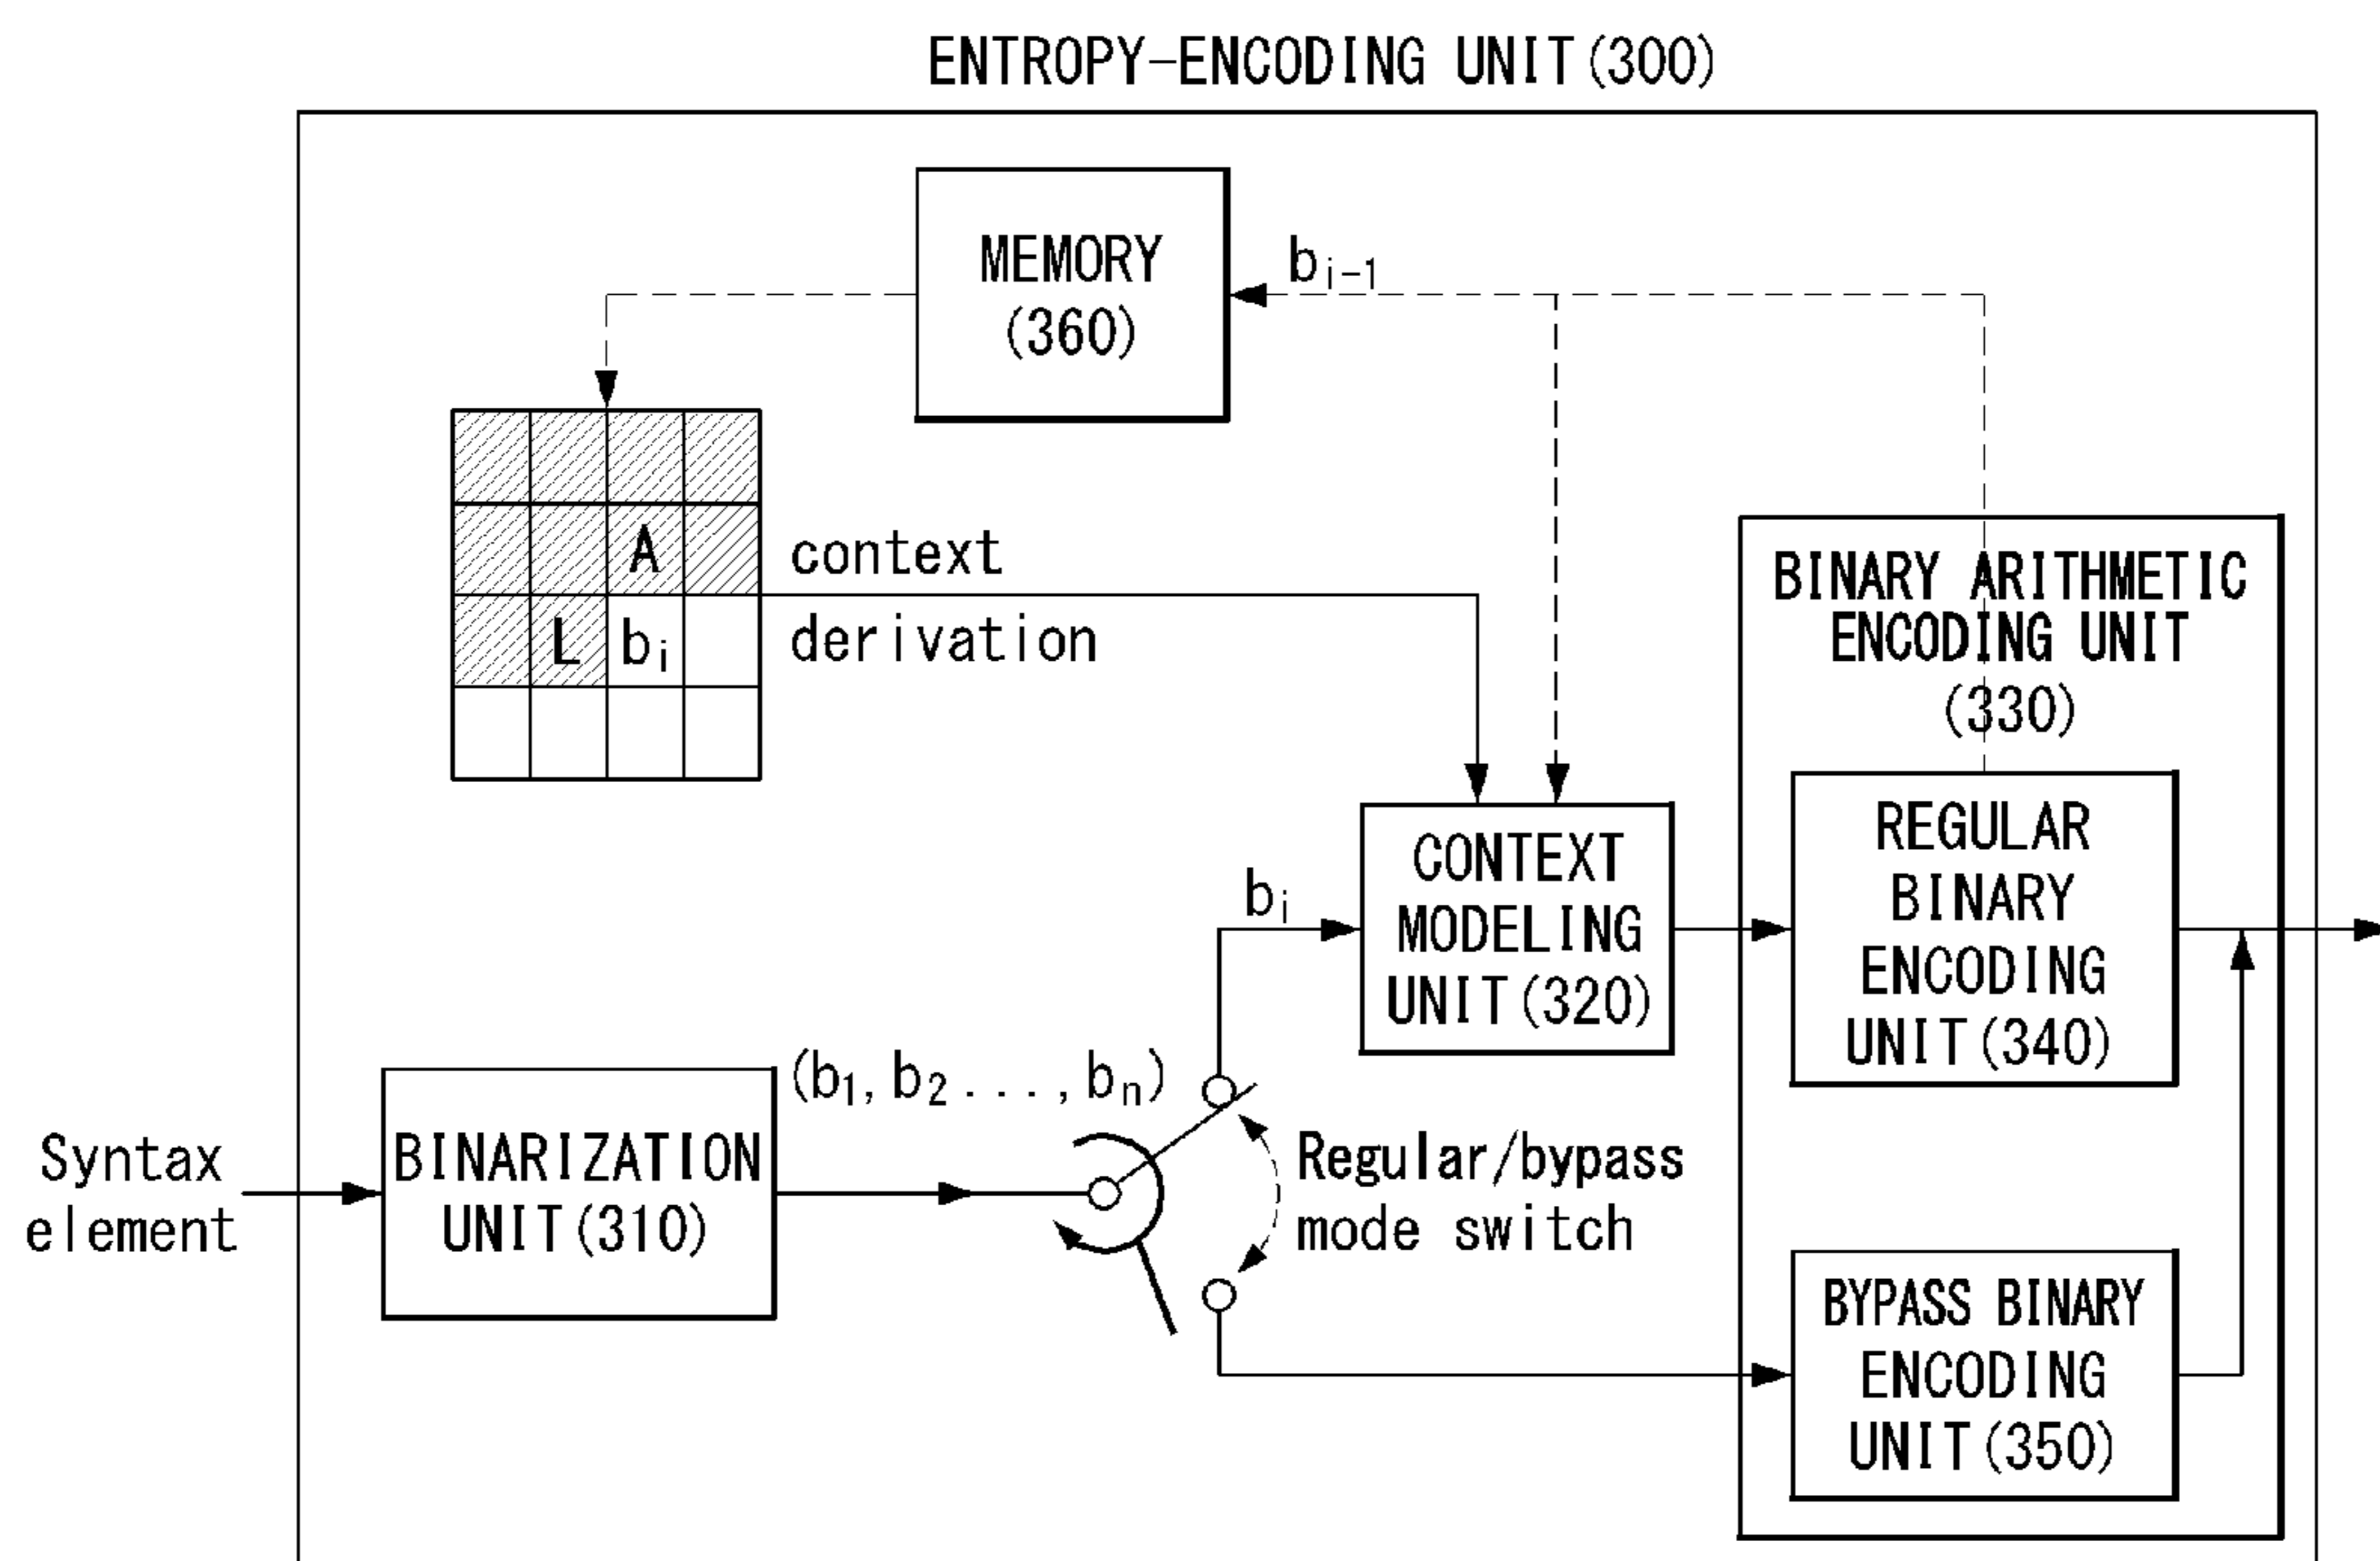 ENTROPY-ENCODING UNIT(300)
MEMORY
(360)
b_{i-1}
A
L
b_i
context
derivation
BINARY ARITHMETIC
ENCODING UNIT
(330)
b_i
CONTEXT
MODELING
UNIT(320)
REGULAR
BINARY
ENCODING
UNIT(340)
Syntax
element
BINARIZATION
UNIT(310)
(b_1, b_2 ..., b_n)
Regular/bypass
mode switch
BYPASS BINARY
ENCODING
UNIT(350)